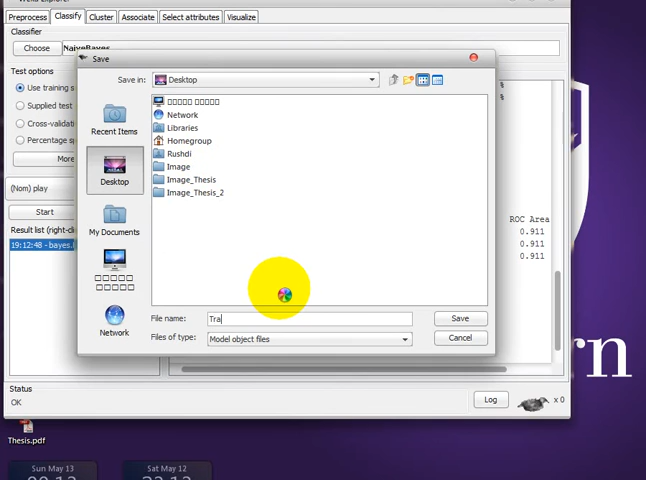 Preprocess Classify Cluster Associate Select attributes Visualize
Classifier
Choose NaiveBayes
Save
Test options
Save in: Desktop
Use training s
Supplied test
Cross-validati
Percentage sp
More
(Nom) play
Start
Result list (right-cli
19:12:48 - bayes.
Recent Items
Desktop
My Documents
Network
Network
Libraries
Homegroup
Rushdi
Image
Image_Thesis
Image_Thesis_2
File name: Tra
Files of type: Model object files
Save
Cancel
%
%
ROC Area
0.911
0.911
0.911
Status
OK
Log
x 0
rn
Thesis.pdf
Sun May 13
Sat May 12